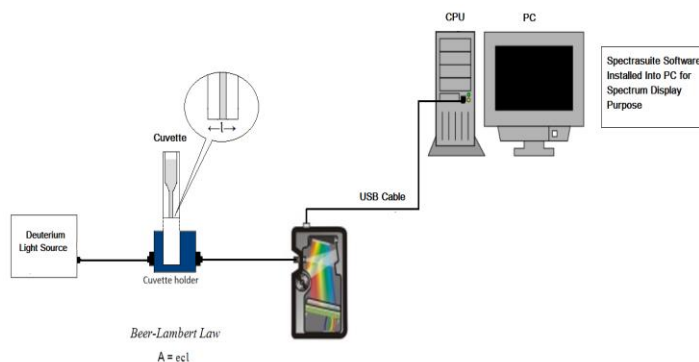 CPU
PC
Spectrasuite Software
Installed Into PC for
Spectrum Display
Purpose
l
Cuvette
USB Cable
Deuterium
Light Source
Cuvette holder
Beer-Lambert Law
A = ecl